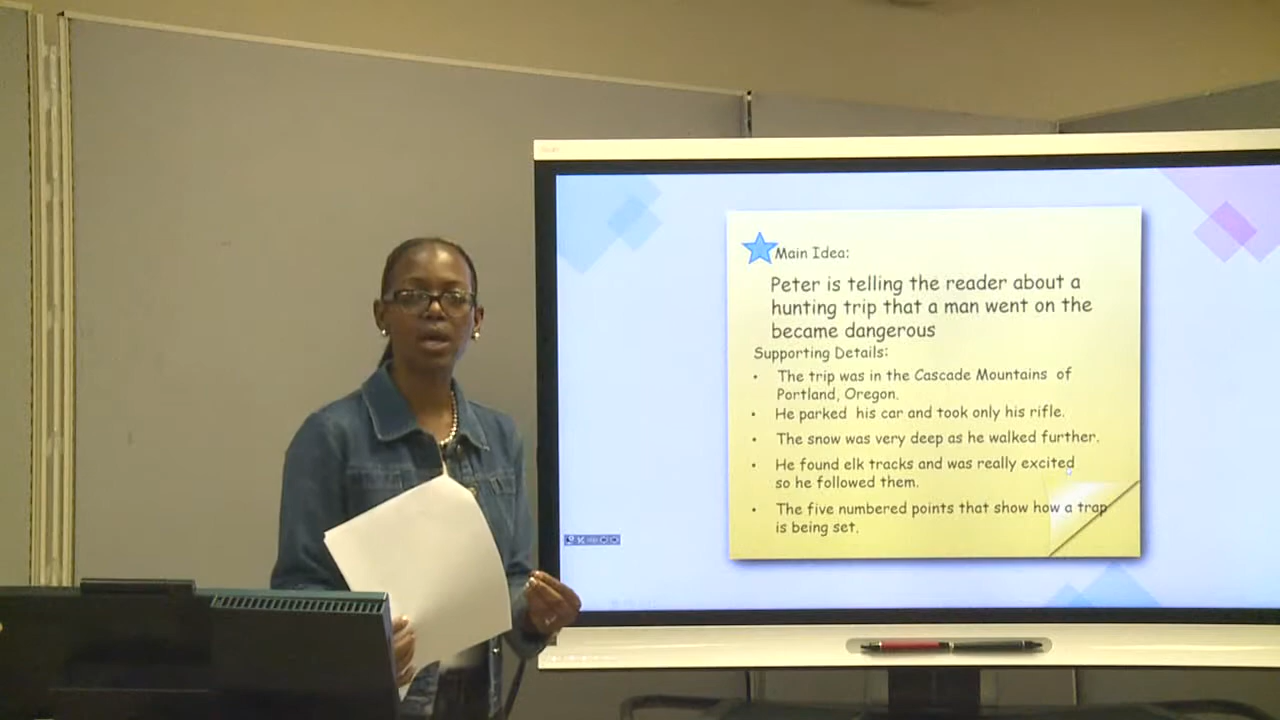 Main Idea:
Peter is telling the reader about a
hunting trip that a man went on the
became dangerous
Supporting Details:
• The trip was in the Cascade Mountains of
Portland, Oregon.
• He parked his car and took only his rifle.
• The snow was very deep as he walked further.
• He found elk tracks and was really excited
so he followed them.
• The five numbered points that show how a trap
is being set.